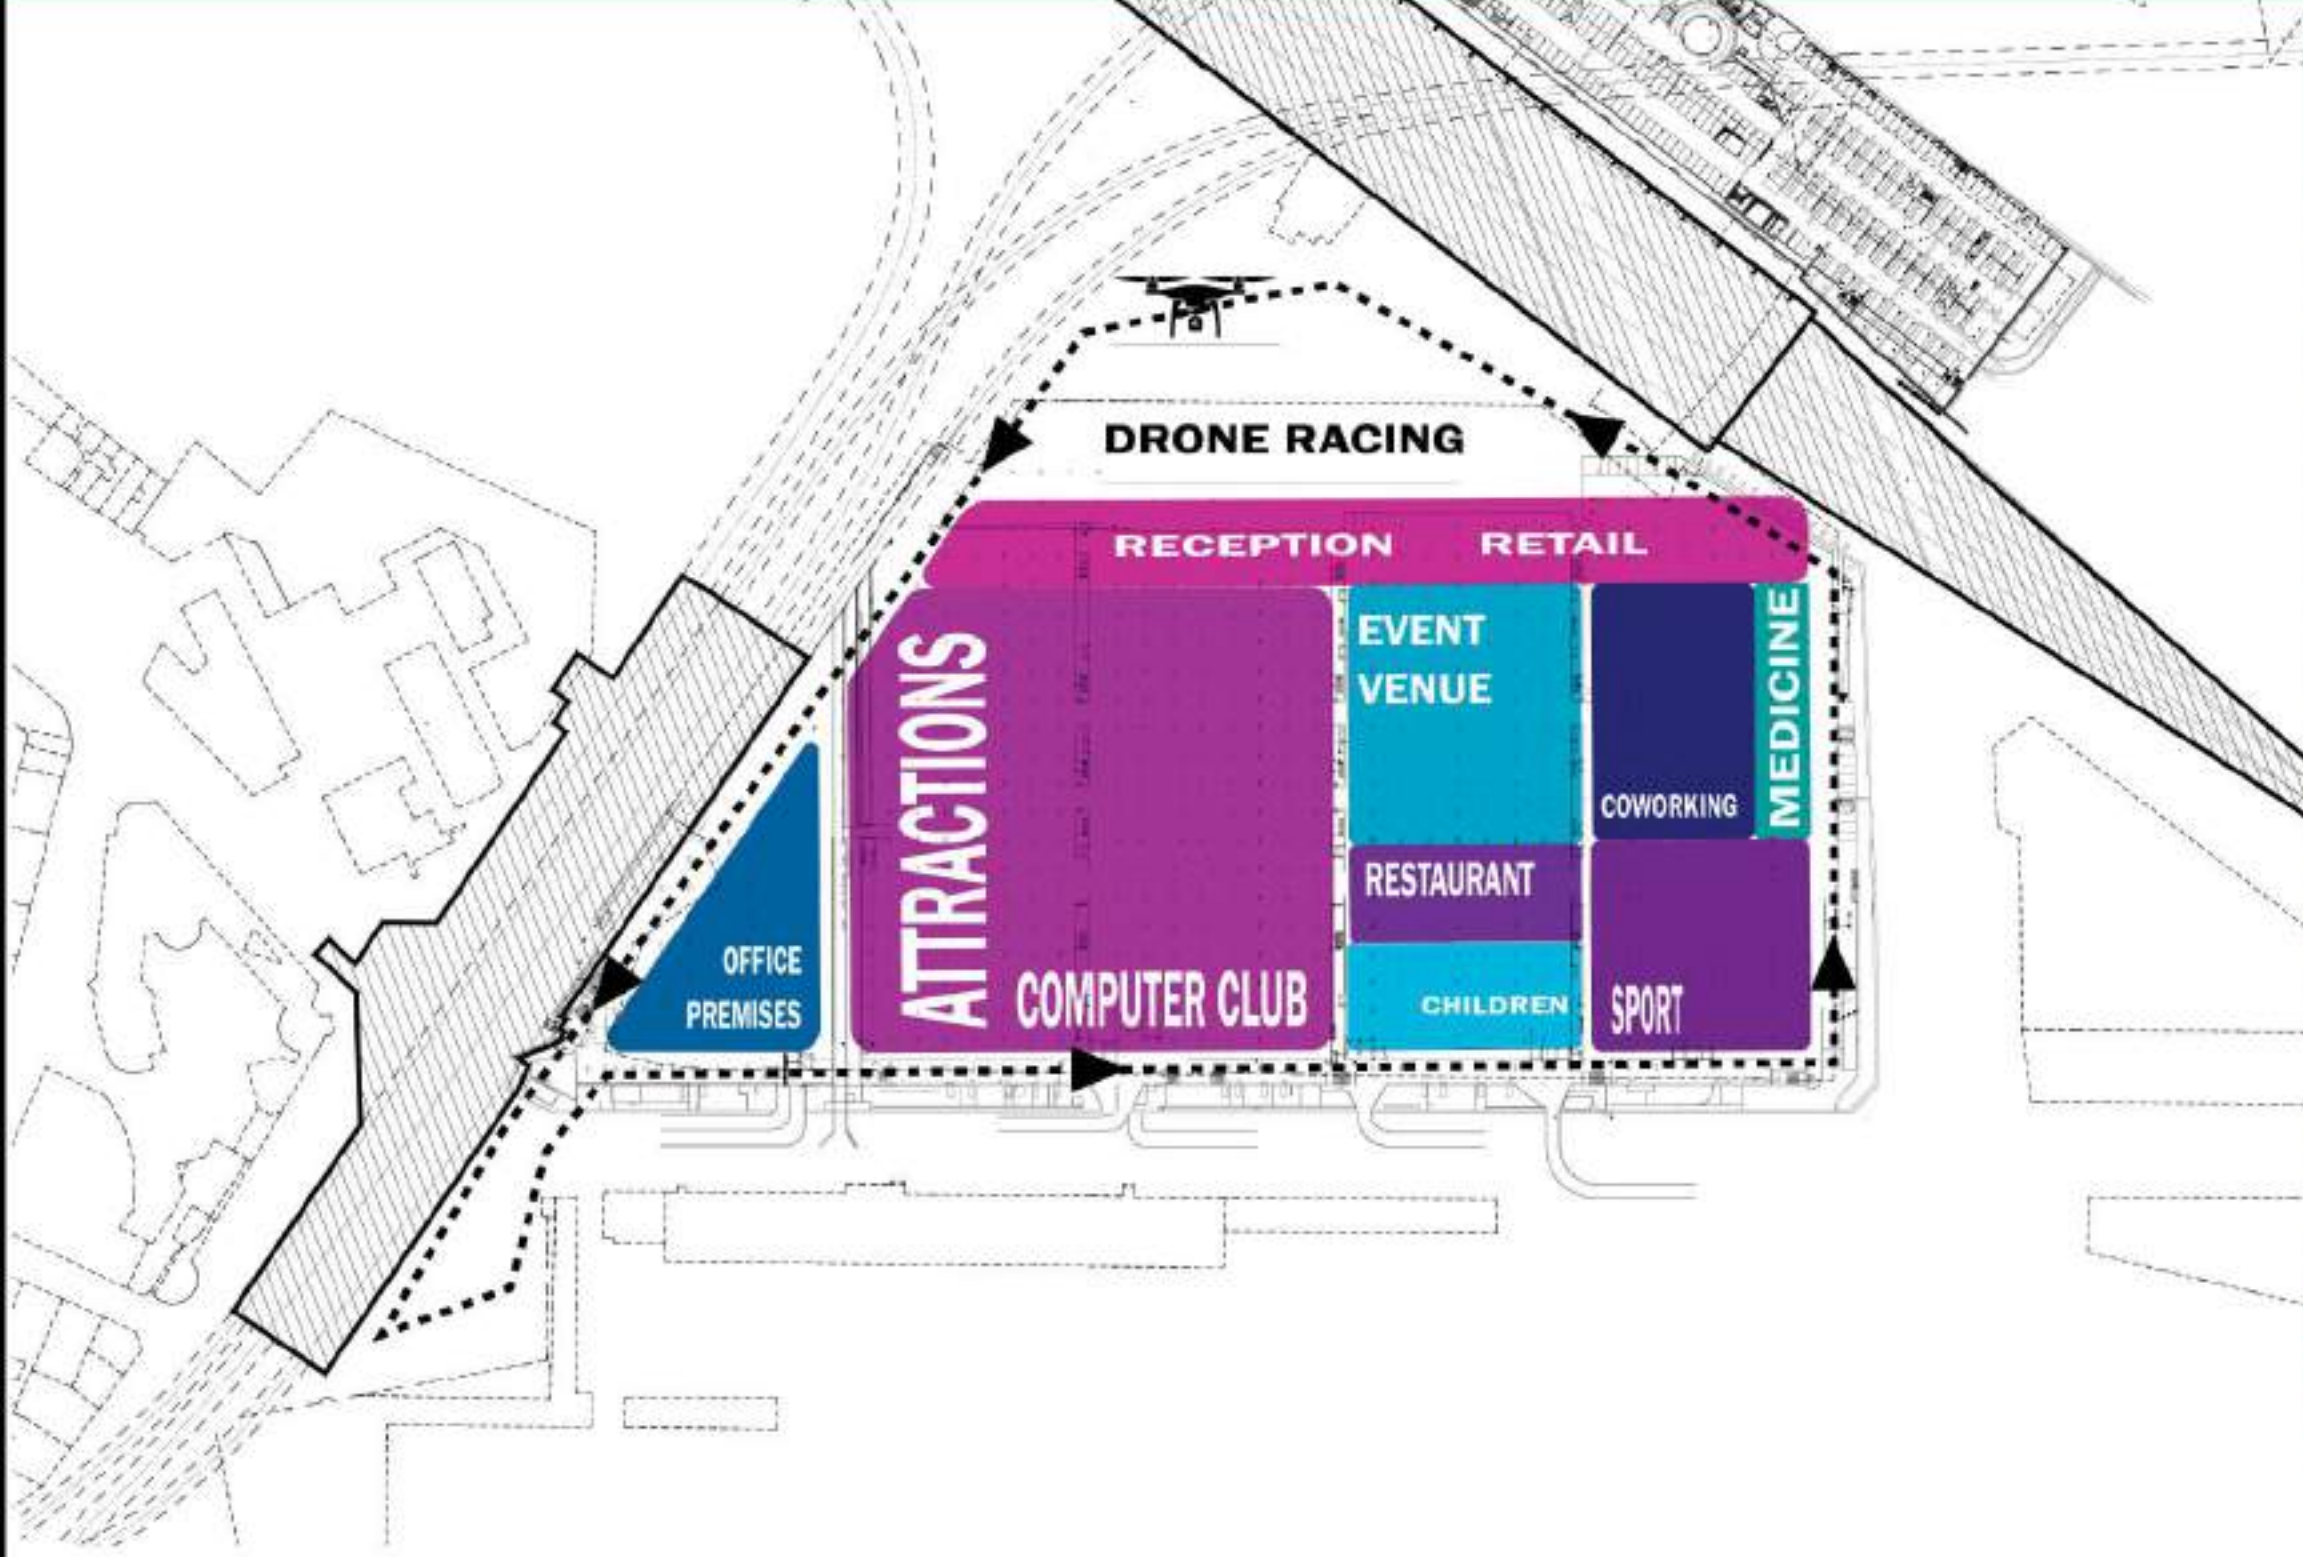 DRONE RACING
RECEPTION RETAIL
ATTRACTIONS
COMPUTER CLUB
EVENT
VENUE
RESTAURANT
CHILDREN
COWORKING
MEDICINE
SPORT
OFFICE
PREMISES